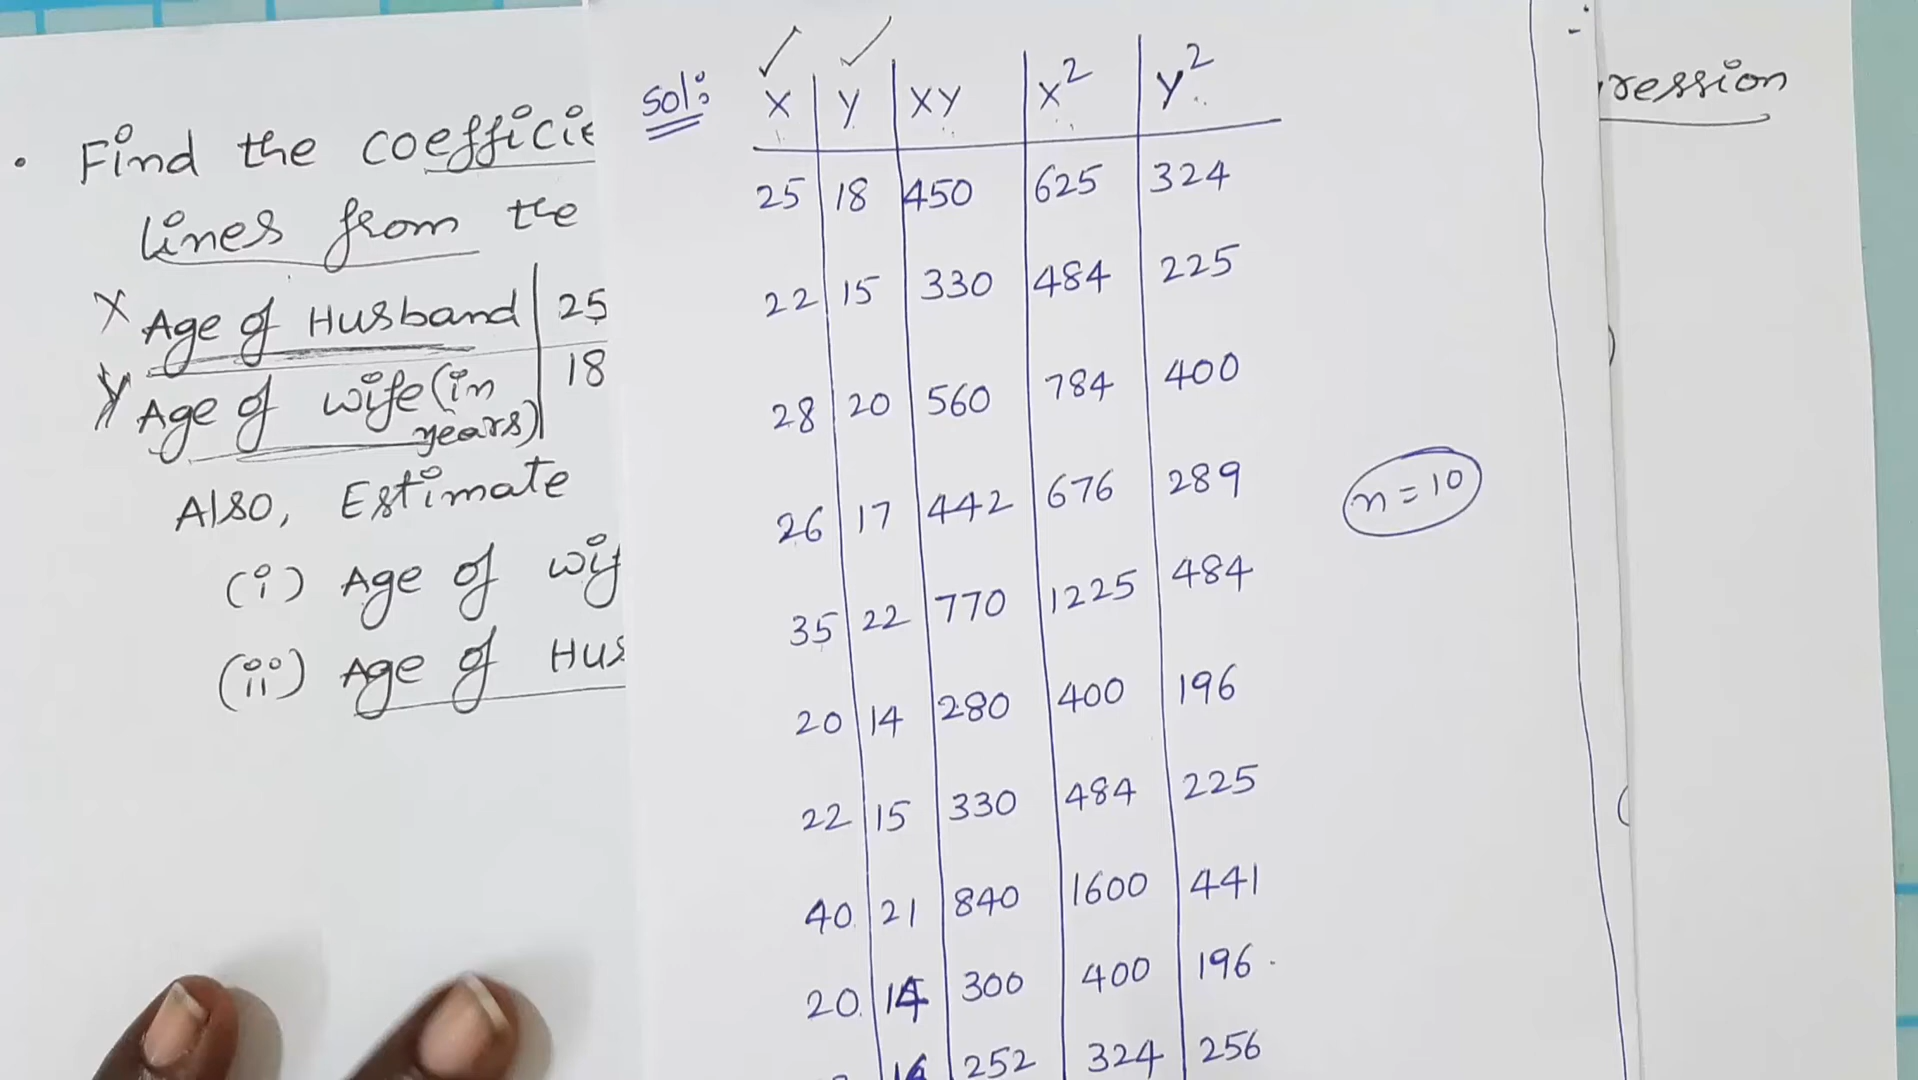 Find the coefficie
lines from the
X Age of Husband 25
Y Age of wife (in years) 18
Also, Estimate
(i) Age of wif
(ii) Age of Hus
Sol:
X Y XY X² Y²
25 18 450 625 324
22 15 330 484 225
28 20 560 784 400
26 17 442 676 289
35 22 770 1225 484
20 14 280 400 196
22 15 330 484 225
40 21 840 1600 441
20 14 300 400 196
16 252 324 256
n = 10
ression